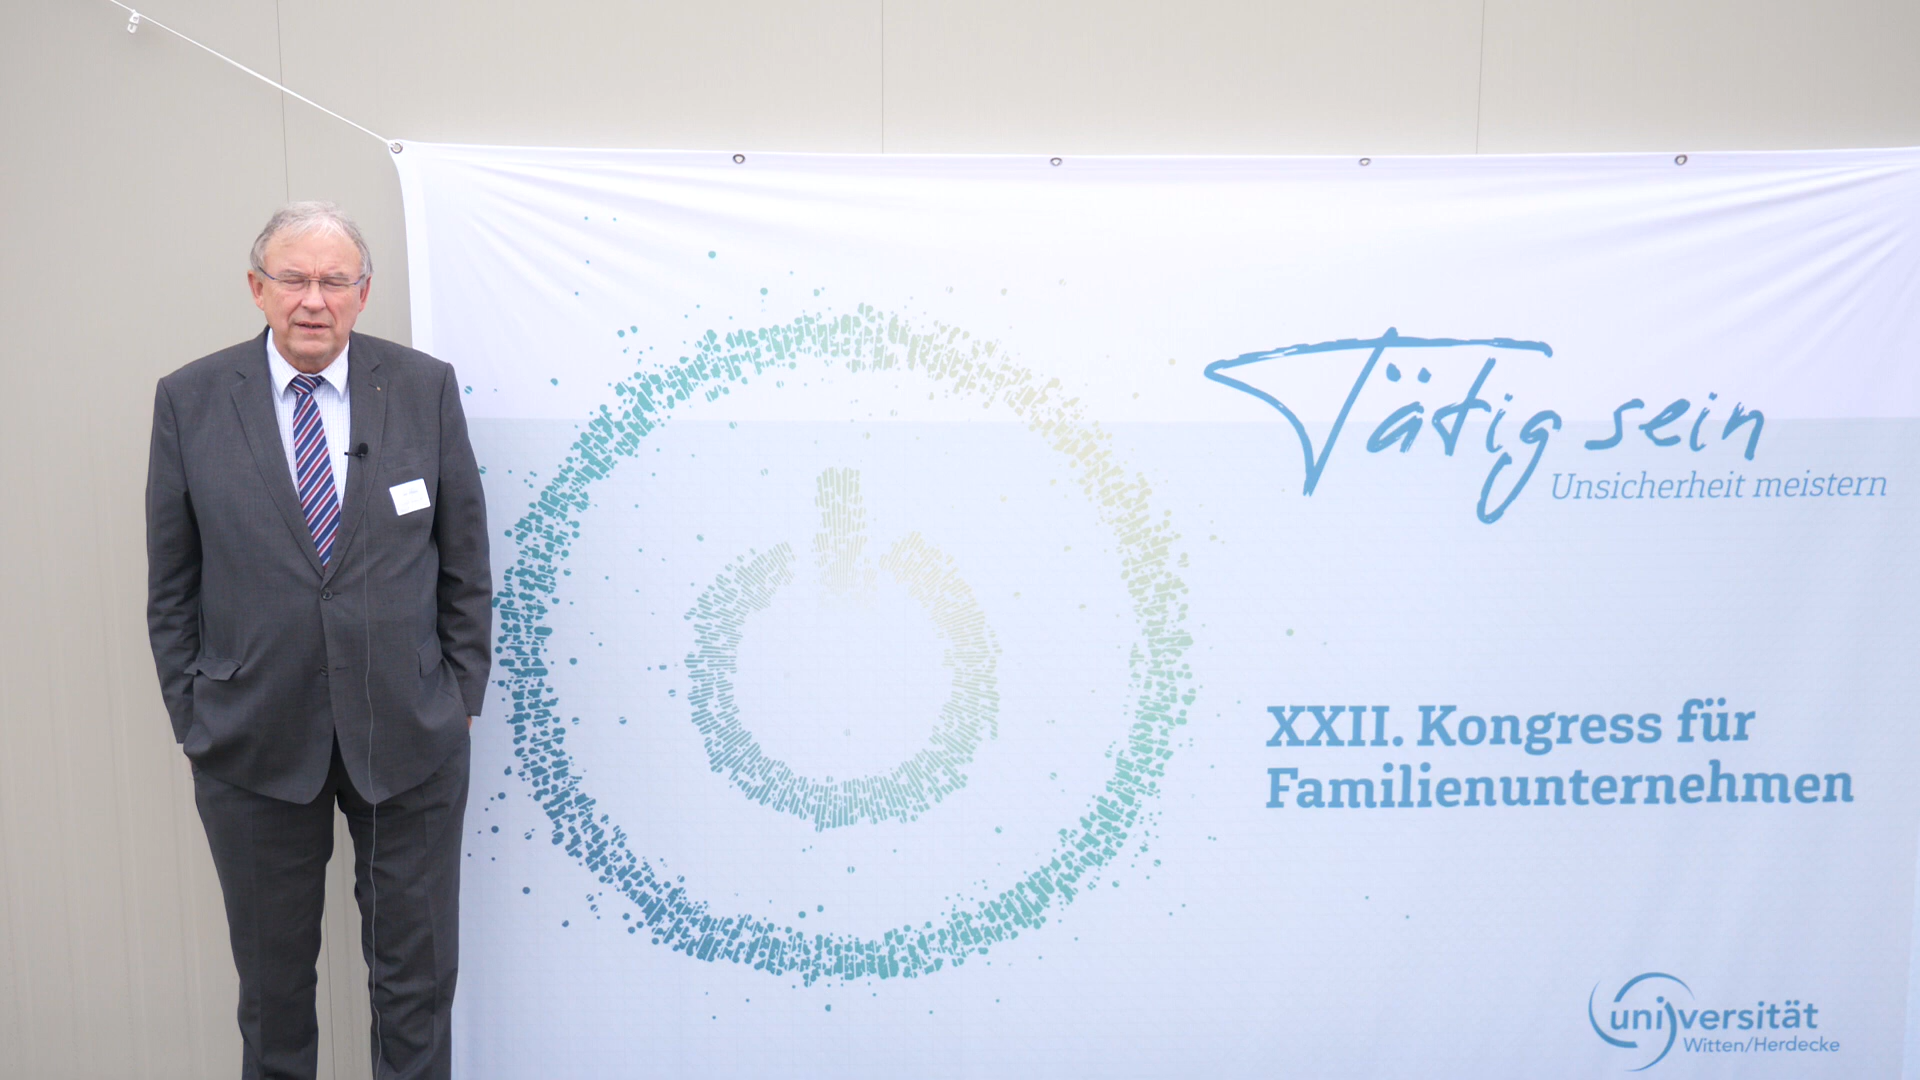 Tätig sein
Unsicherheit meistern
XXII. Kongress für
Familienunternehmen
universität
Witten/Herdecke